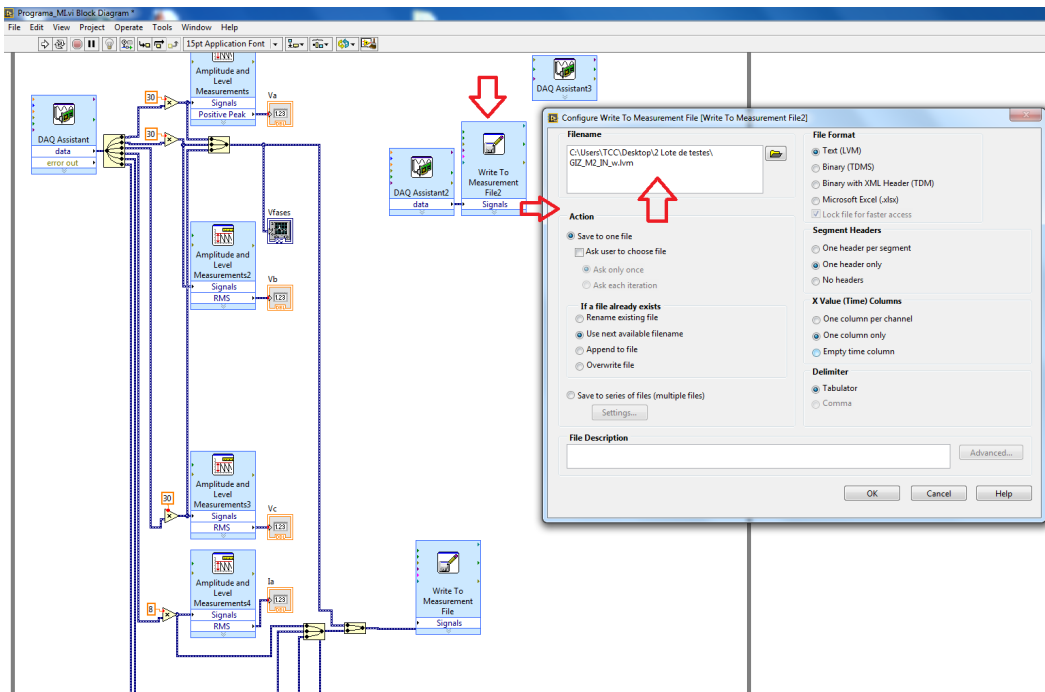 Programa_MI.vi Block Diagram *
File Edit View Project Operate Tools Window Help
15pt Application Font
Amplitude and
Level
Measurements
Signals
Positive Peak
Va
1.23
30
30
DAQ Assistant
data
error out
DAQ Assistant3
DAQ Assistant2
data
Write To
Measurement
File2
Signals
Vfases
Amplitude and
Level
Measurements2
Signals
RMS
Vb
1.23
Amplitude and
Level
Measurements3
Signals
RMS
30
Vc
1.23
Amplitude and
Level
Measurements4
Signals
RMS
8
Ia
1.23
Write To
Measurement
File
Signals
Configure Write To Measurement File [Write To Measurement File2]
Filename
C:\Users\TCC\Desktop\2 Lote de testes\
GIZ_M2_IN_w.lvm
Action
Save to one file
Ask user to choose file
Ask only once
Ask each iteration
If a file already exists
Rename existing file
Use next available filename
Append to file
Overwrite file
Save to series of files (multiple files)
Settings...
File Description
File Format
Text (LVM)
Binary (TDMS)
Binary with XML Header (TDM)
Microsoft Excel (.xlsx)
Lock file for faster access
Segment Headers
One header per segment
One header only
No headers
X Value (Time) Columns
One column per channel
One column only
Empty time column
Delimiter
Tabulator
Comma
Advanced...
OK Cancel Help